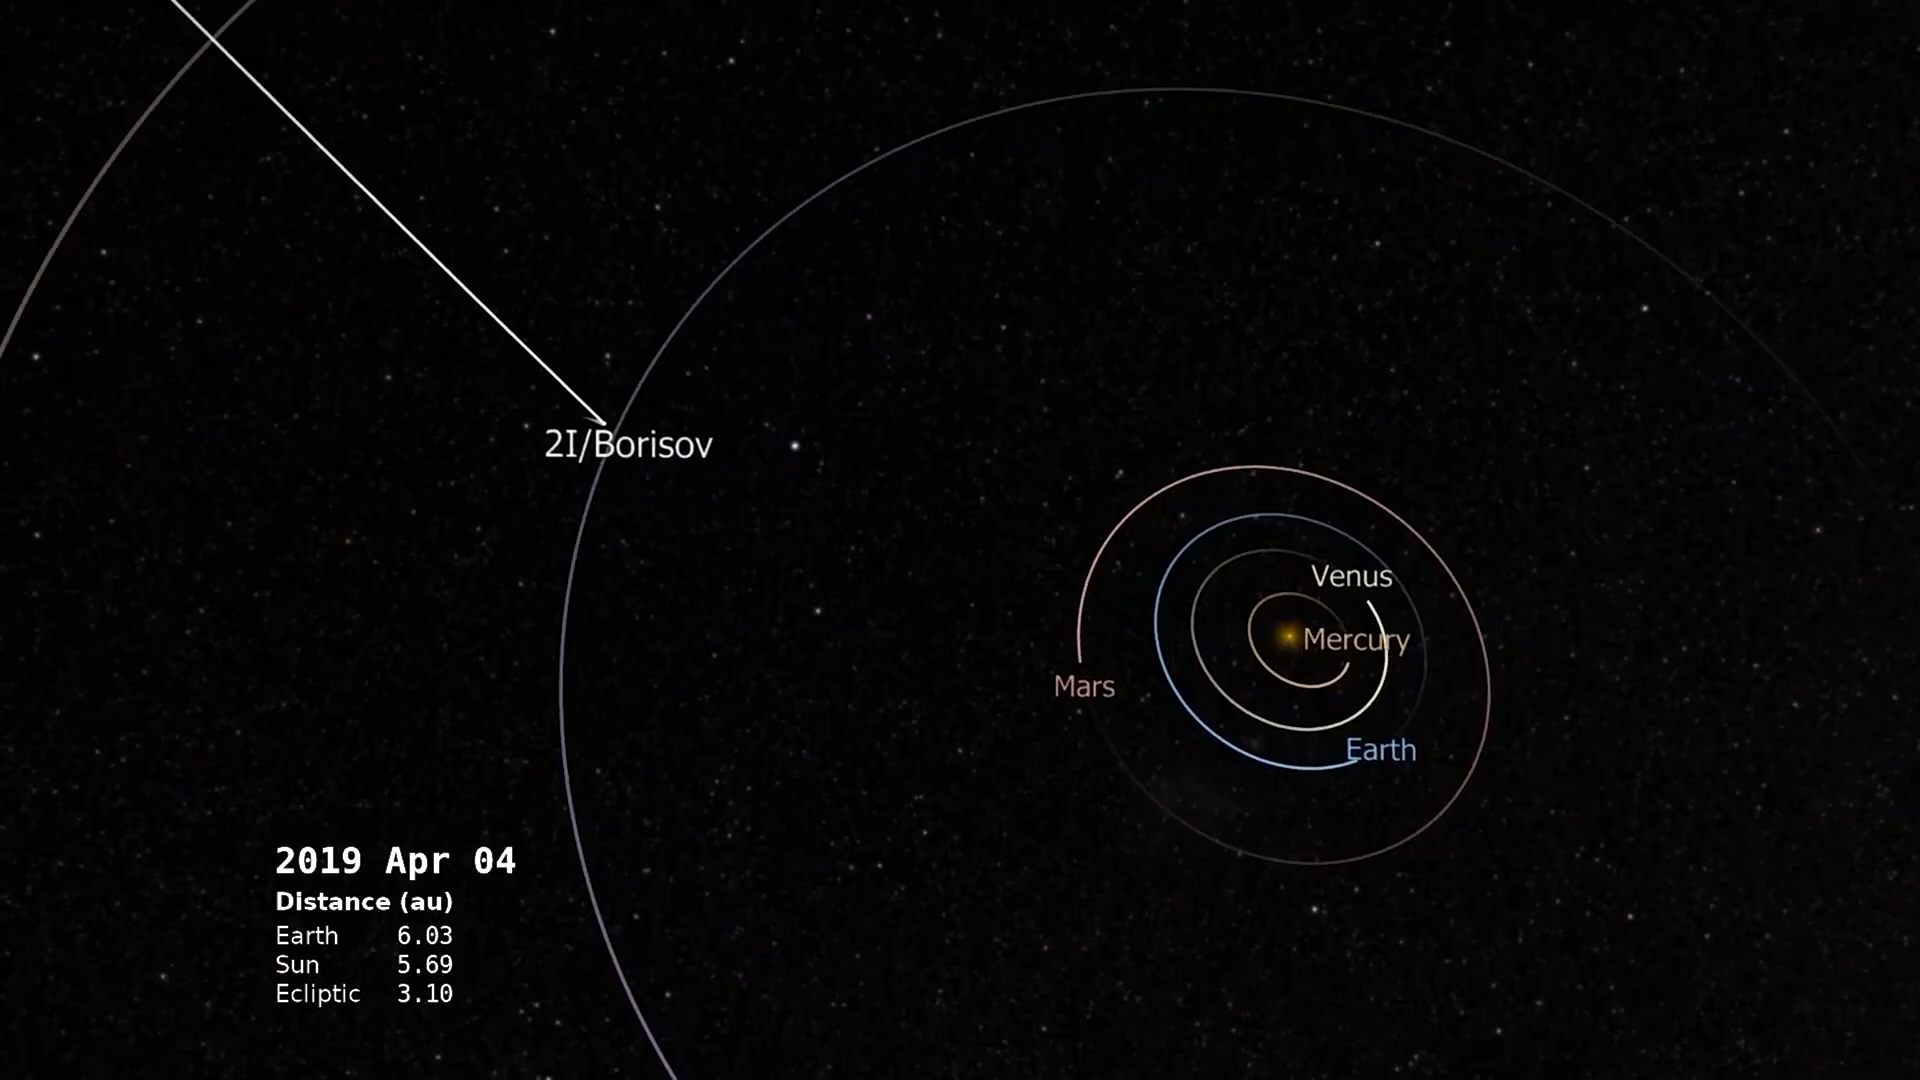 2I/Borisov
Venus
Mercury
Mars
Earth
2019 Apr 04
Distance (au)
Earth 6.03
Sun 5.69
Ecliptic 3.10